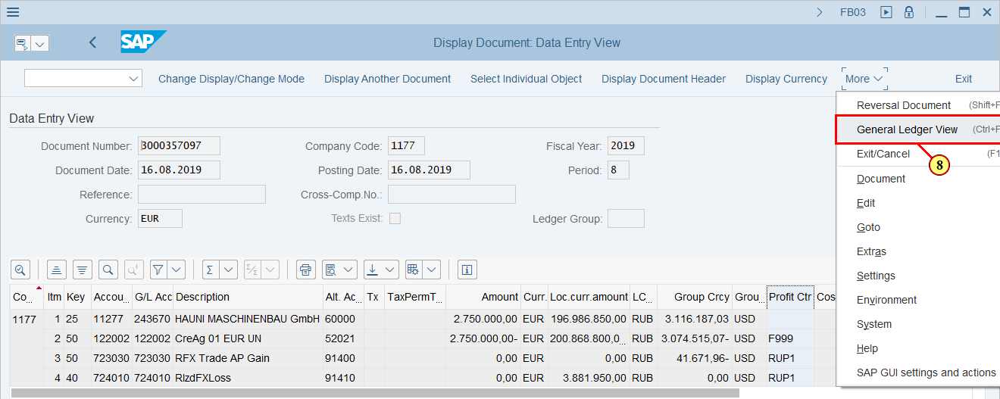 FB03
SAP Display Document: Data Entry View
Change Display/Change Mode Display Another Document Select Individual Object Display Document Header Display Currency More Exit
Reversal Document (Shift+F
General Ledger View (Ctrl+F
Exit/Cancel (F1
8
Document
Edit
Goto
Extras
Settings
Environment
System
Help
SAP GUI settings and actions
Data Entry View
Document Number: 3000357097 Company Code: 1177 Fiscal Year: 2019
Document Date: 16.08.2019 Posting Date: 16.08.2019 Period: 8
Reference: Cross-Comp.No.:
Currency: EUR Texts Exist: Ledger Group:
Co... Itm Key Accou... G/L Acc Description Alt. Ac... Tx TaxPermT... Amount Curr. Loc.curr.amount LC... Group Crcy Grou... Profit Ctr Cos
1177 1 25 11277 243670 HAUNI MASCHINENBAU GmbH 60000 2.750.000,00 EUR 196.986.850,00 RUB 3.116.187,03 USD
2 50 122002 122002 CreAg 01 EUR UN 52021 2.750.000,00- EUR 200.868.800,0... RUB 3.074.515,07- USD F999
3 50 723030 723030 RFX Trade AP Gain 91400 0,00 EUR 0,00 RUB 41.671,96- USD RUP1
4 40 724010 724010 RlzdFXLoss 91410 0,00 EUR 3.881.950,00 RUB 0,00 USD RUP1